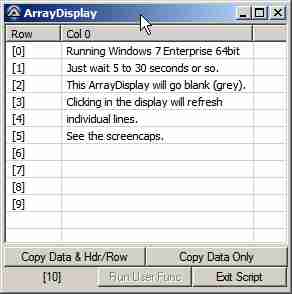 ArrayDisplay
Row Col 0
[0] Running Windows 7 Enterprise 64bit
[1] Just wait 5 to 30 seconds or so.
[2] This ArrayDisplay will go blank (grey).
[3] Clicking in the display will refresh
[4] individual lines.
[5] See the screencaps.
[6]
[7]
[8]
[9]
Copy Data & Hdr/Row Copy Data Only
[10] Run User Func Exit Script